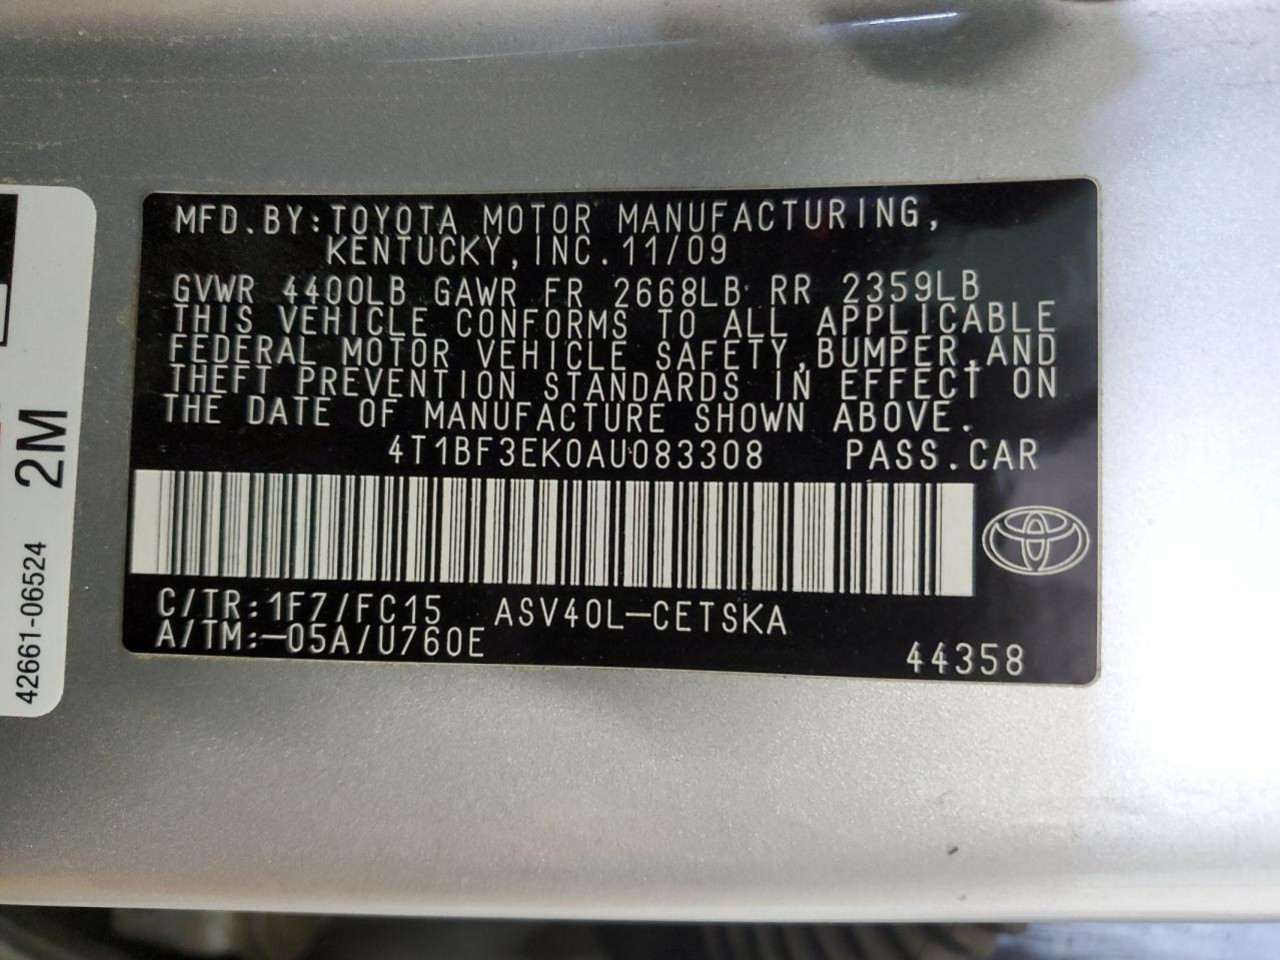 MFD.BY:TOYOTA MOTOR MANUFACTURING,
KENTUCKY,INC.11/09
GVWR 4400LB GAWR FR 2668LB RR 2359LB
THIS VEHICLE CONFORMS TO ALL APPLICABLE
FEDERAL MOTOR VEHICLE SAFETY,BUMPER,AND
THEFT PREVENTION STANDARDS IN EFFECT ON
THE DATE OF MANUFACTURE SHOWN ABOVE.
4T1BF3EK0AU083308 PASS.CAR
C/TR:1F7/FC15 ASV40L-CETSKA
A/TM:-05A/U760E
44358
2M
42661-06524